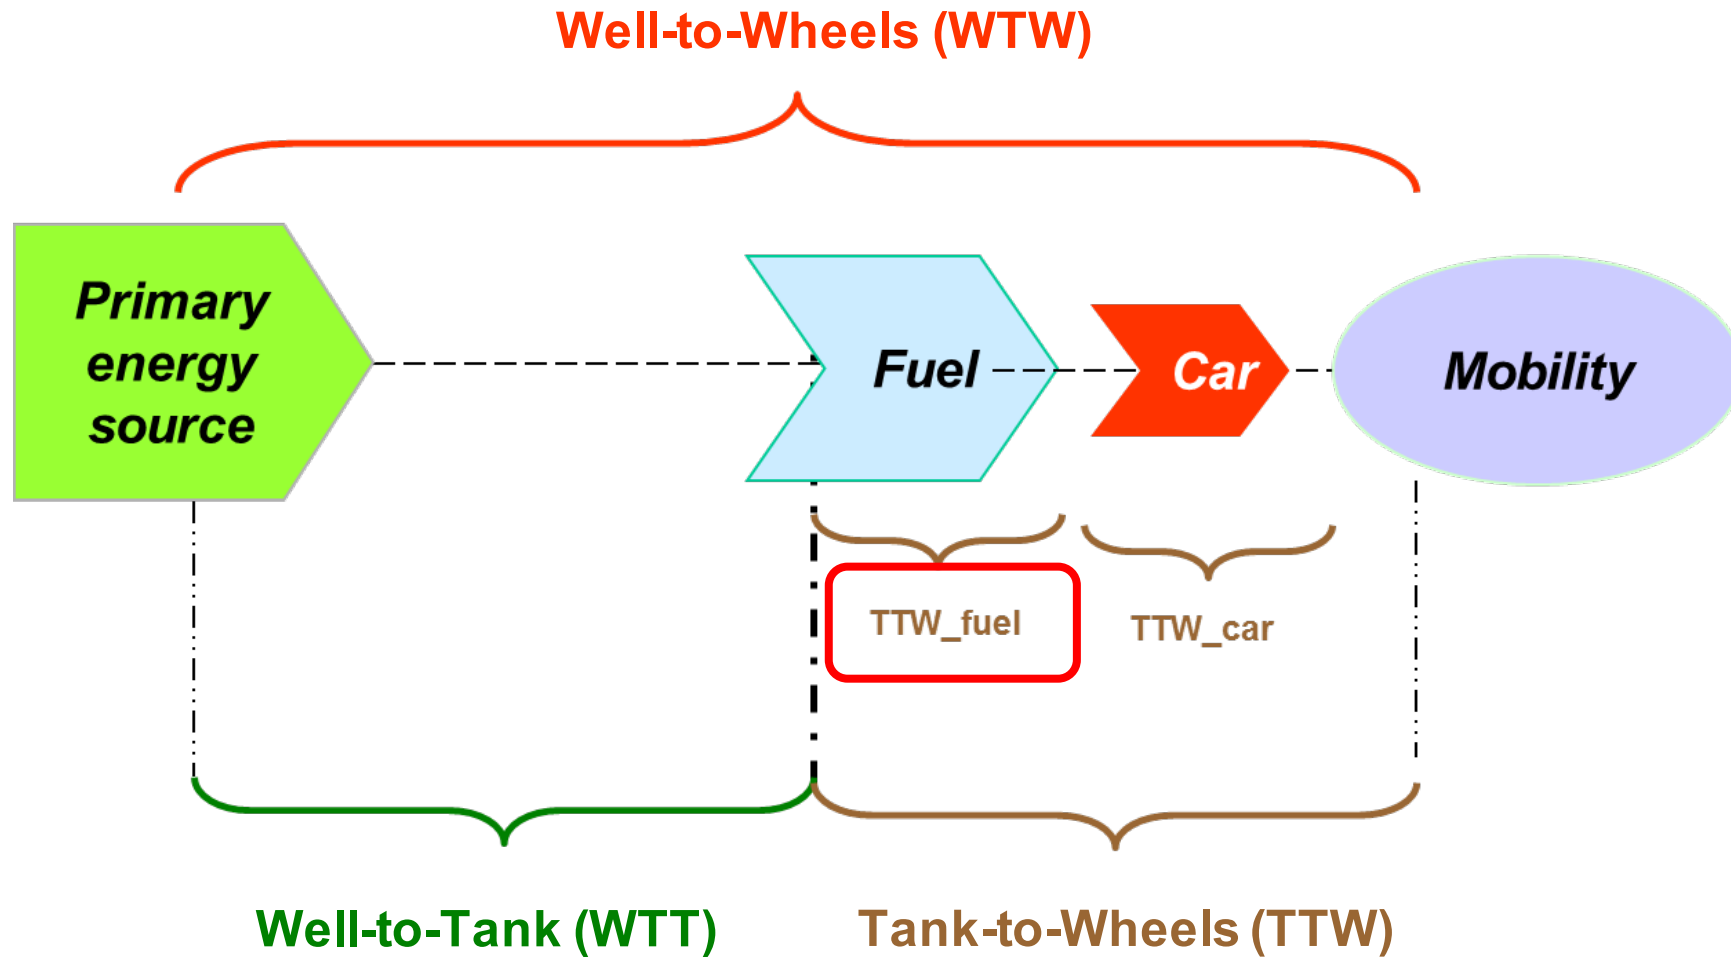 Well-to-Wheels (WTW)
Primary
energy
source
Fuel
Car
Mobility
TTW_fuel
TTW_car
Well-to-Tank (WTT)
Tank-to-Wheels (TTW)